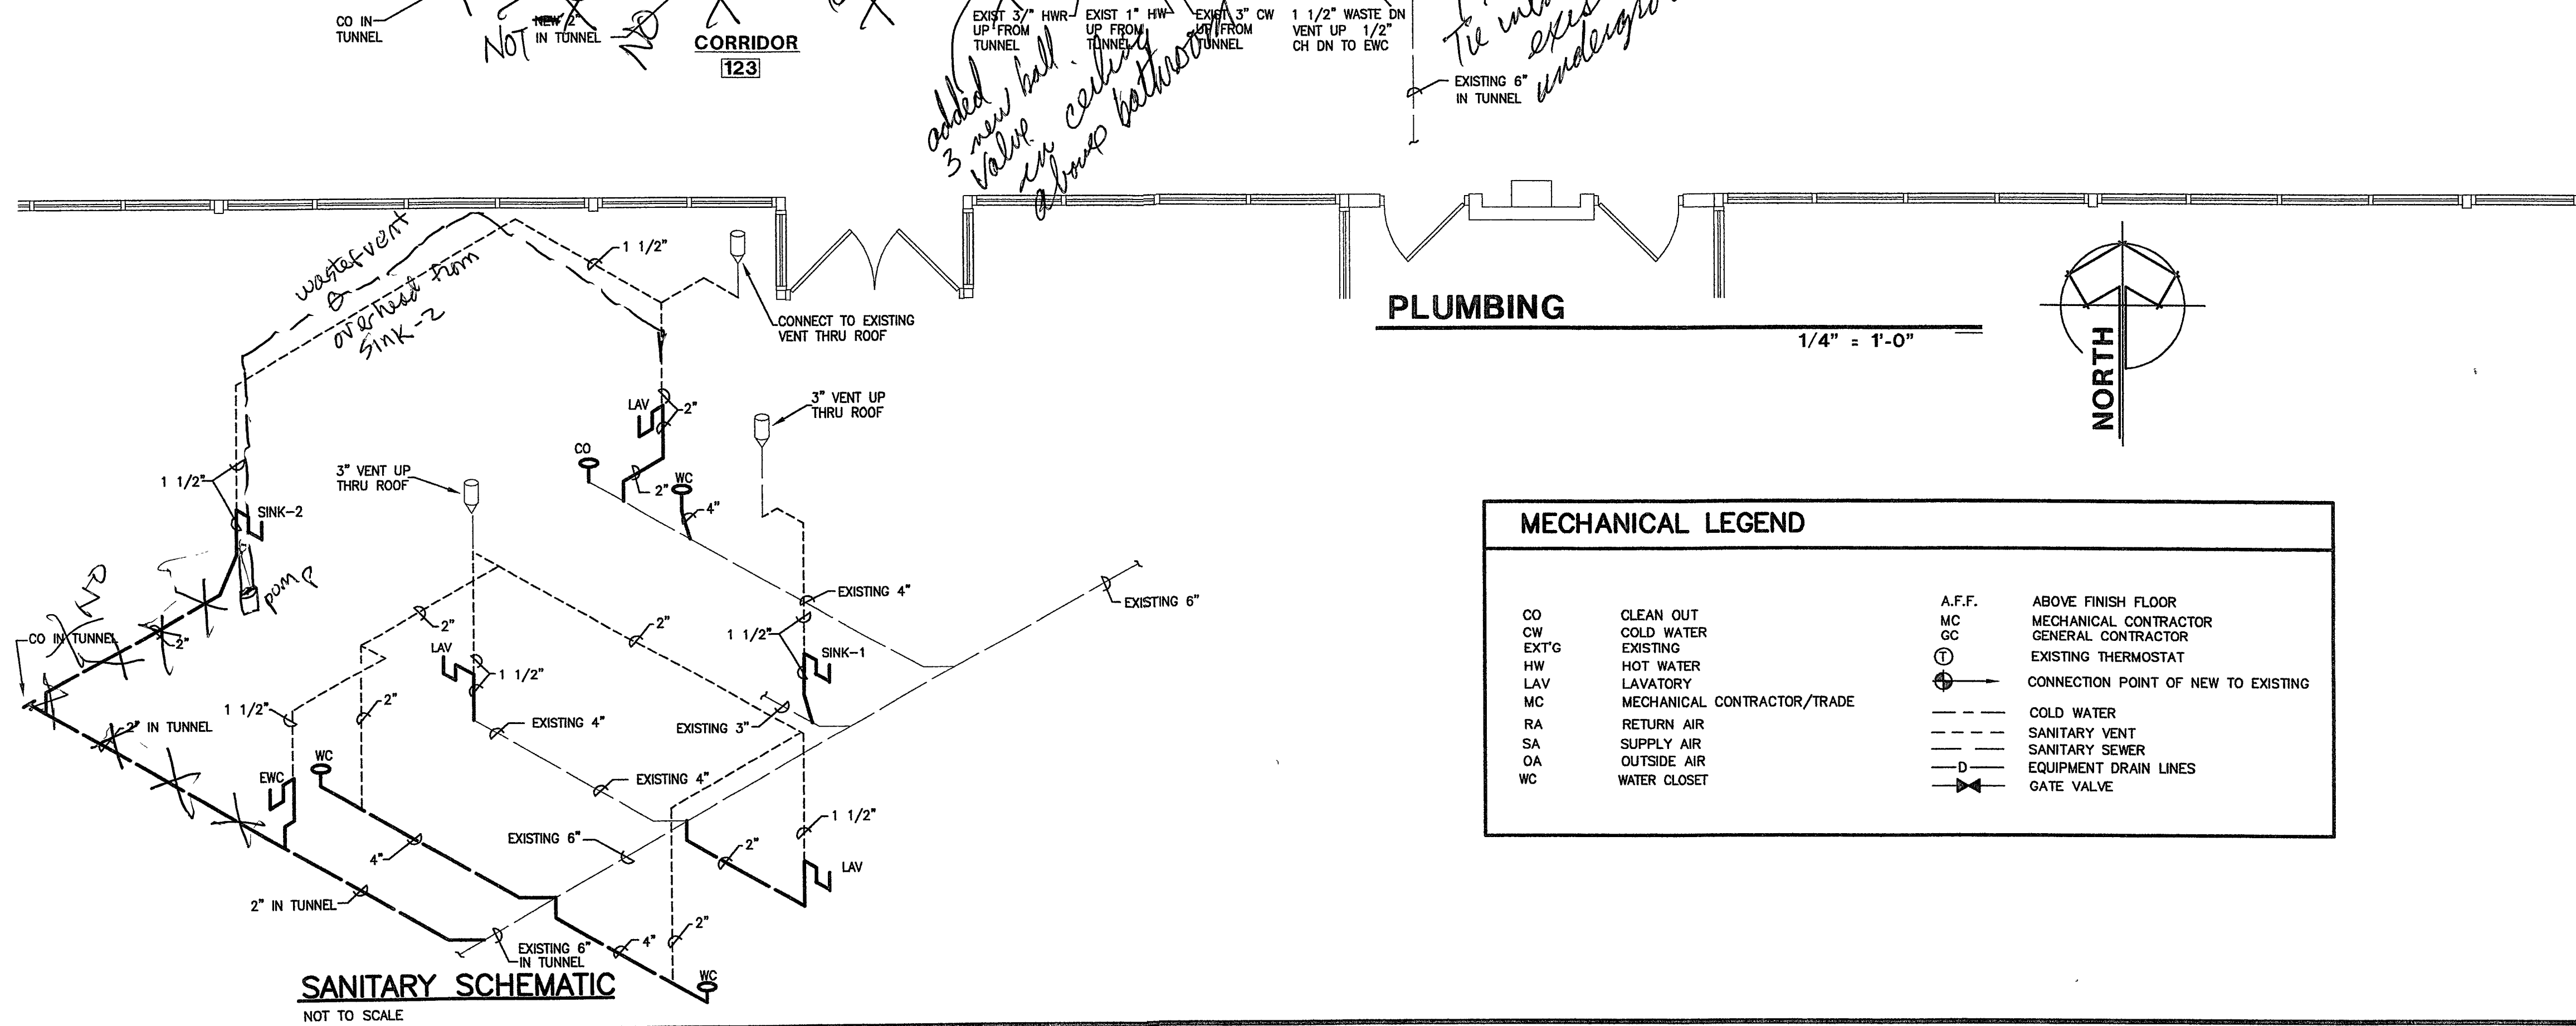 CO IN
TUNNEL
NEW 2"
IN TUNNEL
NOT
NO
CORRIDOR
123
EXIST 3/" HWR
UP FROM
TUNNEL
EXIST 1" HW
UP FROM
TUNNEL
EXIST 3" CW
UP FROM
TUNNEL
1 1/2" WASTE DN
VENT UP 1/2"
CH DN TO EWC
added
3 new ball
valve.
in ceiling
above bathroom
Tie into
underground
EXISTING 6"
IN TUNNEL
waste & vent
overhead from
Sink-2
1 1/2"
CONNECT TO EXISTING
VENT THRU ROOF
PLUMBING
1/4" = 1'-0"
NORTH
LAV
2"
3" VENT UP
THRU ROOF
CO
2"
WC
4"
3" VENT UP
THRU ROOF
1 1/2"
SINK-2
pomp
NO
CO IN TUNNEL
2"
EXISTING 4"
EXISTING 6"
2"
2"
1 1/2"
SINK-1
LAV
1 1/2"
1 1/2"
2"
EXISTING 4"
EXISTING 3"
2" IN TUNNEL
WC
EWC
EXISTING 4"
4"
EXISTING 6"
2"
1 1/2"
LAV
2" IN TUNNEL
2"
4"
EXISTING 6"
IN TUNNEL
WC
SANITARY SCHEMATIC
NOT TO SCALE
MECHANICAL LEGEND
CO CLEAN OUT
CW COLD WATER
EXT'G EXISTING
HW HOT WATER
LAV LAVATORY
MC MECHANICAL CONTRACTOR/TRADE
RA RETURN AIR
SA SUPPLY AIR
OA OUTSIDE AIR
WC WATER CLOSET
A.F.F. ABOVE FINISH FLOOR
MC MECHANICAL CONTRACTOR
GC GENERAL CONTRACTOR
T EXISTING THERMOSTAT
CONNECTION POINT OF NEW TO EXISTING
COLD WATER
SANITARY VENT
SANITARY SEWER
D EQUIPMENT DRAIN LINES
GATE VALVE